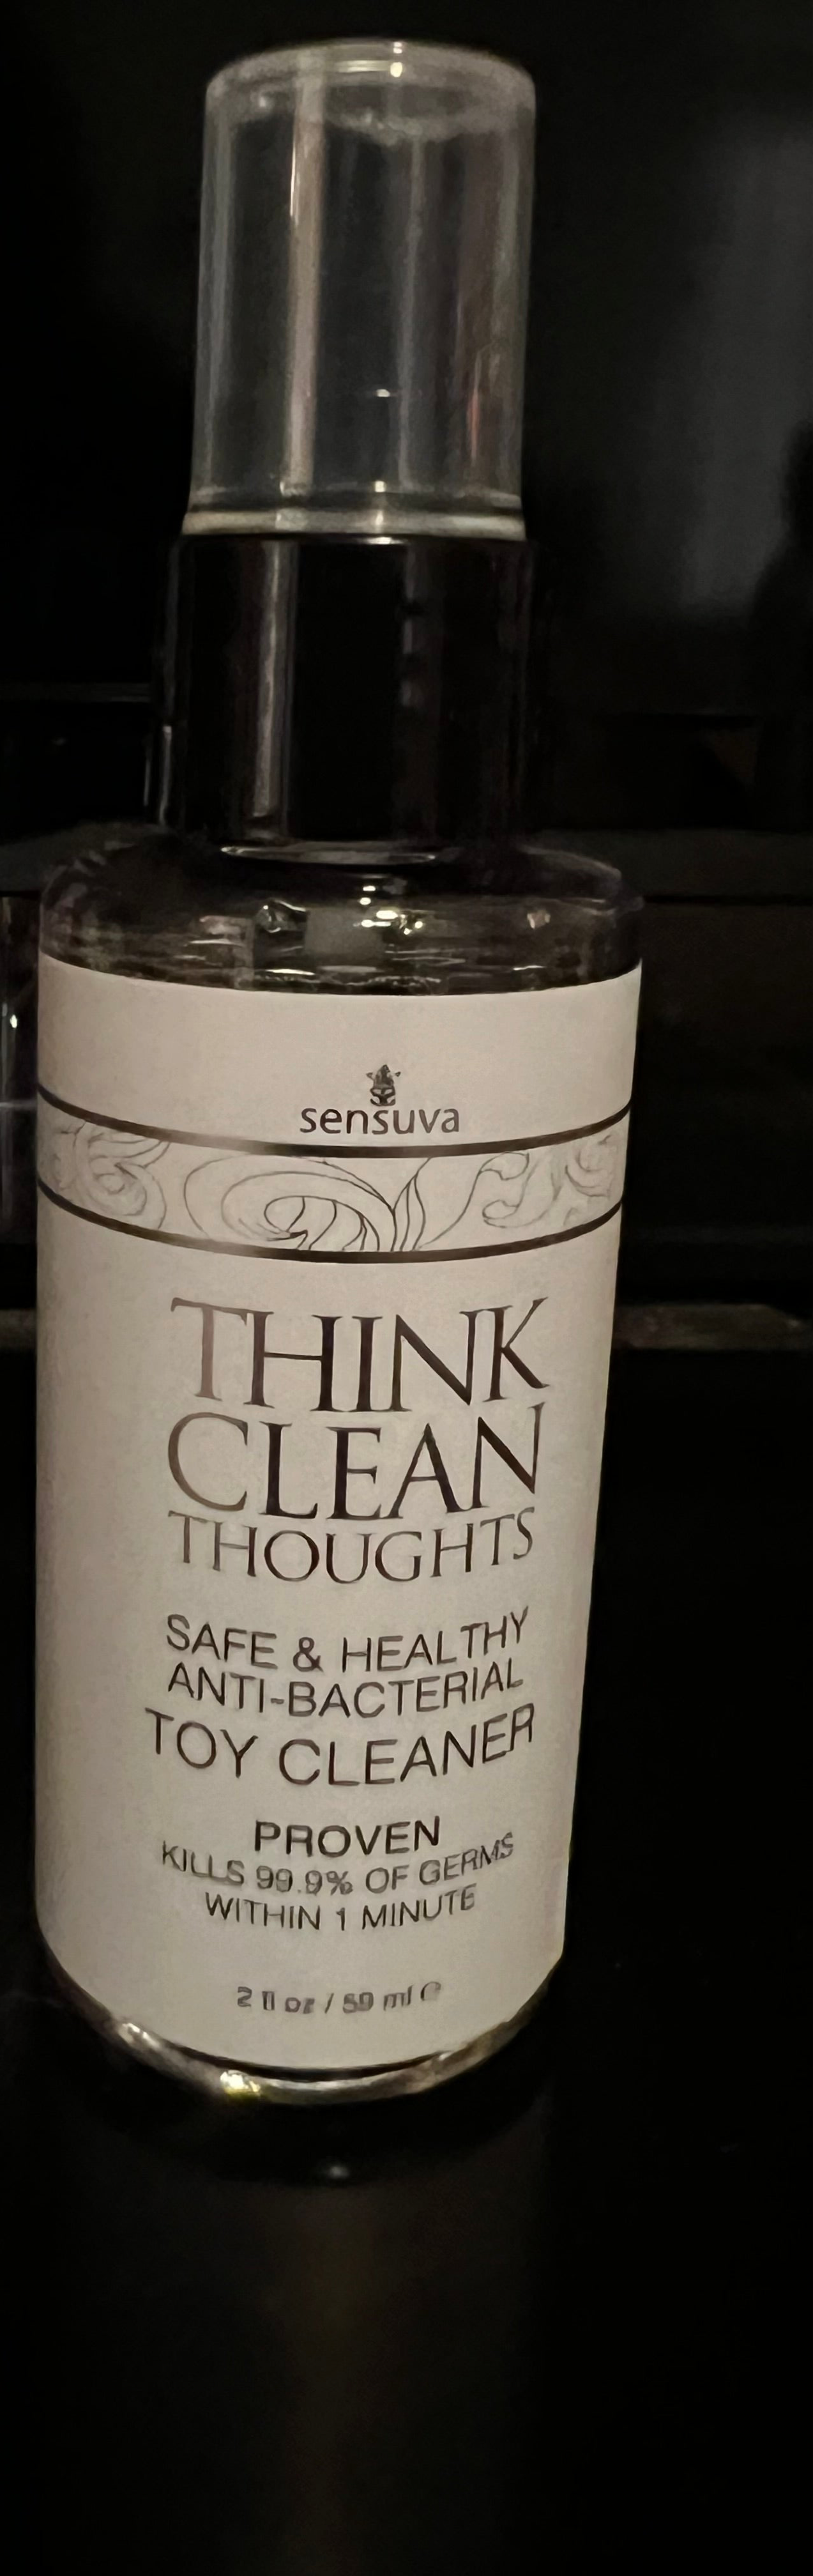 sensuva
THINK
CLEAN
THOUGHTS
SAFE & HEALTHY
ANTI-BACTERIAL
TOY CLEANER
PROVEN
KILLS 99.9% OF GERMS
WITHIN 1 MINUTE
2 fl oz / 59 ml ℮